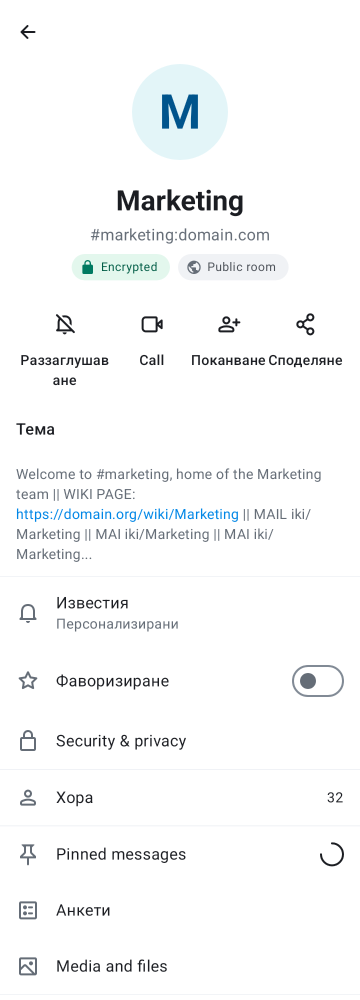 M
Marketing
#marketing:domain.com
Encrypted
Public room
Раззаглушав
ане
Call
Поканване
Споделяне
Тема
Welcome to #marketing, home of the Marketing
team || WIKI PAGE:
https://domain.org/wiki/Marketing || MAIL iki/
Marketing || MAI iki/Marketing || MAI iki/
Marketing...
Известия
Персонализирани
Фаворизиране
Security & privacy
Хора
32
Pinned messages
Анкети
Media and files